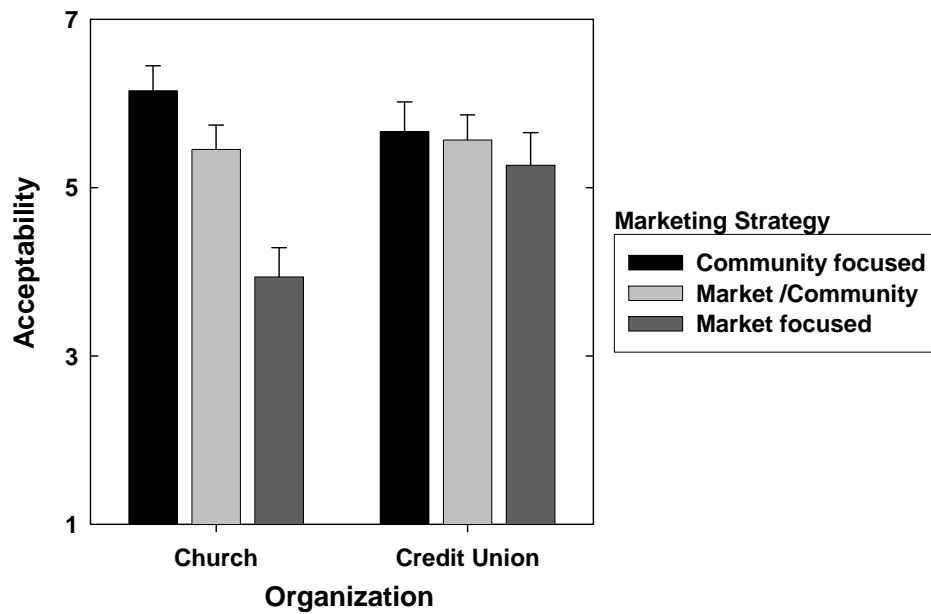 7
5
3
1
Acceptability
Church
Credit Union
Organization
Marketing Strategy
Community focused
Market /Community
Market focused